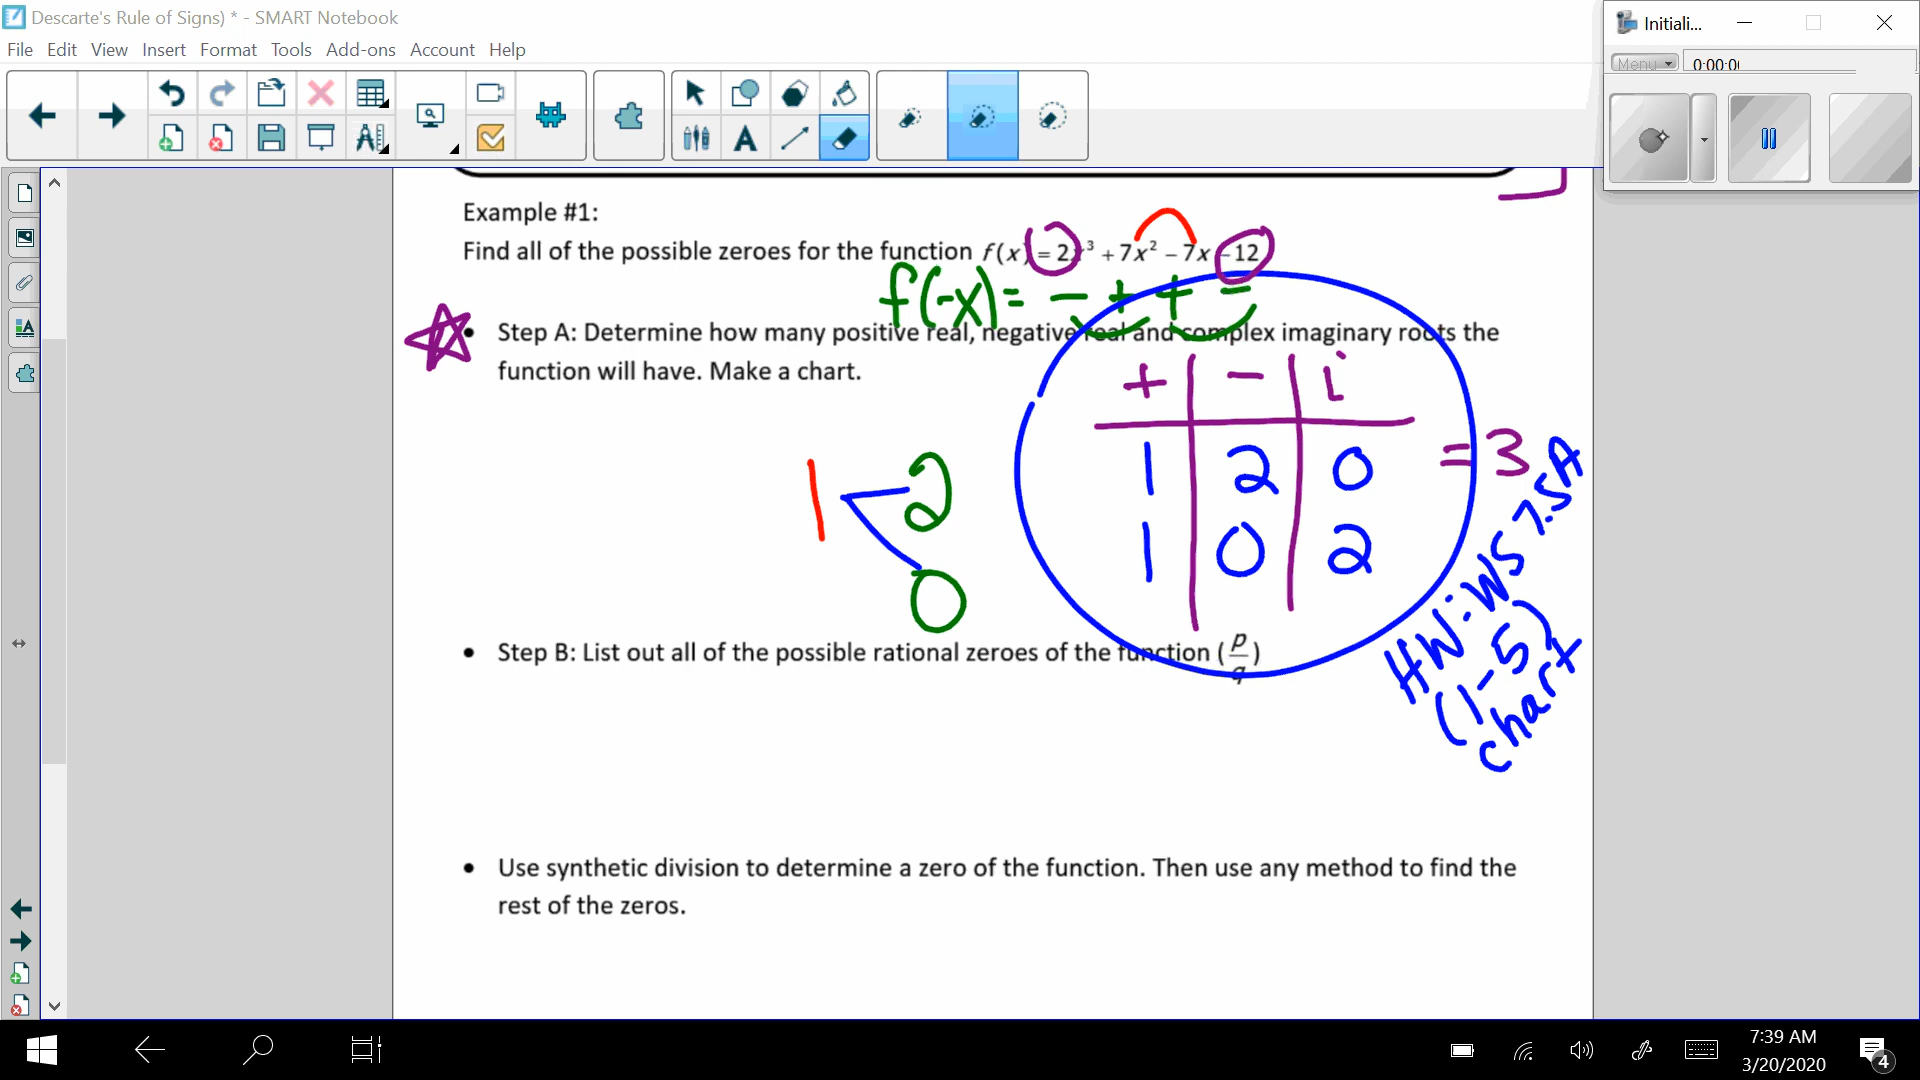 Descarte's Rule of Signs) * - SMART Notebook
Initiali...
File Edit View Insert Format Tools Add-ons Account Help
Menu
0:00:0
Example #1:
Find all of the possible zeroes for the function f(x) = 2x³ + 7x² − 7x − 12
f(-x) = − + + −
Step A: Determine how many positive real, negative real and complex imaginary roots the
function will have. Make a chart.
+ − i
1 2 0 = 3
1 0 2
1 2
0
HW: WS 7.5A
(1-5)
chart
Step B: List out all of the possible rational zeroes of the function (p/q)
Use synthetic division to determine a zero of the function. Then use any method to find the
rest of the zeros.
7:39 AM
3/20/2020
4